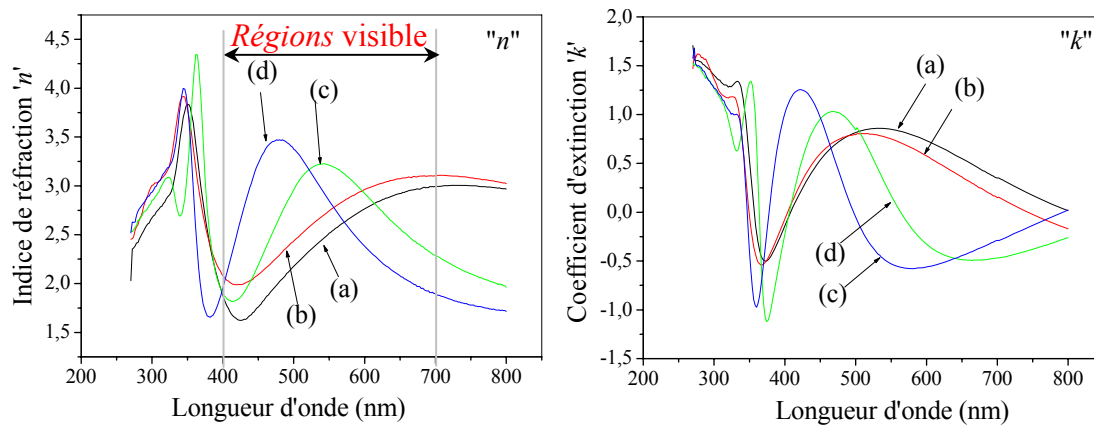 Régions visible
"n"
(d)
(c)
(b)
(a)
4,5
4,0
3,5
3,0
2,5
2,0
1,5
Indice de réfraction 'n'
200 300 400 500 600 700 800
Longueur d'onde (nm)
"k"
(a)
(b)
(d)
(c)
2,0
1,5
1,0
0,5
0,0
-0,5
-1,0
-1,5
Coefficient d'extinction 'k'
200 300 400 500 600 700 800
Longueur d'onde (nm)